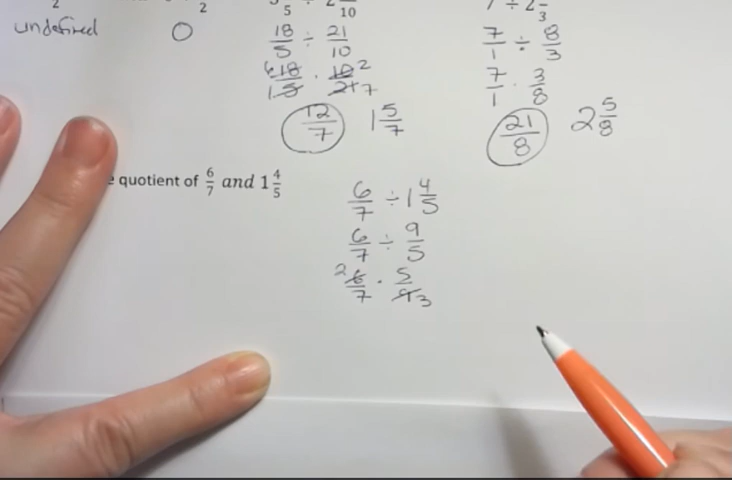 undefined 0
18/5 ÷ 21/10
6 18/1 5 · 10 2/21 7
12/7 1 5/7
7/1 ÷ 8/3
7/1 · 3/8
21/8 2 5/8
quotient of 6/7 and 1 4/5
6/7 ÷ 1 4/5
6/7 ÷ 9/5
2 6/7 · 5/9 3